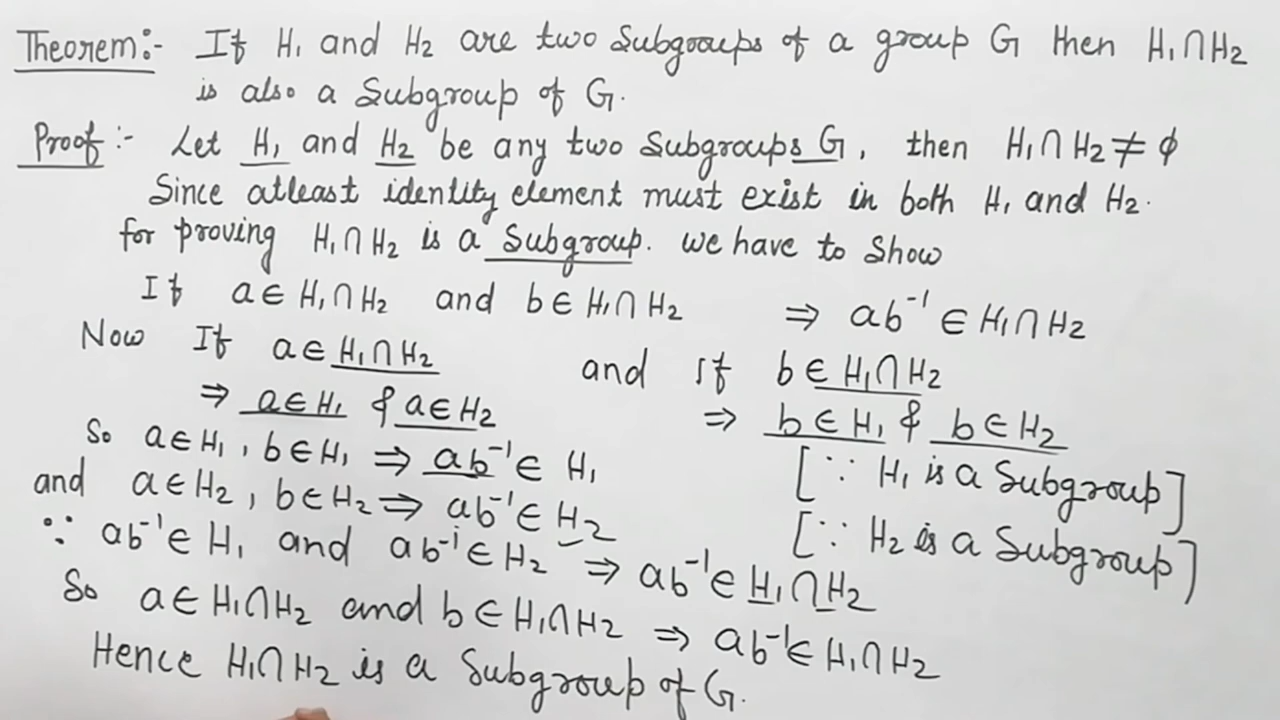 Theorem:- If H₁ and H₂ are two Subgroups of a group G then H₁∩H₂
is also a Subgroup of G.
Proof:- Let H₁ and H₂ be any two Subgroups G, then H₁∩H₂≠ϕ
Since atleast identity element must exist in both H₁ and H₂.
for proving H₁∩H₂ is a Subgroup. we have to Show
If a∈H₁∩H₂ and b∈H₁∩H₂ ⇒ ab⁻¹∈H₁∩H₂
Now If a∈H₁∩H₂ and if b∈H₁∩H₂
⇒ a∈H₁ & a∈H₂ ⇒ b∈H₁ & b∈H₂
So a∈H₁, b∈H₁ ⇒ ab⁻¹∈H₁ [∵ H₁ is a Subgroup]
and a∈H₂, b∈H₂ ⇒ ab⁻¹∈H₂ [∵ H₂ is a Subgroup]
∵ ab⁻¹∈H₁ and ab⁻¹∈H₂ ⇒ ab⁻¹∈H₁∩H₂
So a∈H₁∩H₂ and b∈H₁∩H₂ ⇒ ab⁻¹∈H₁∩H₂
Hence H₁∩H₂ is a Subgroup of G.